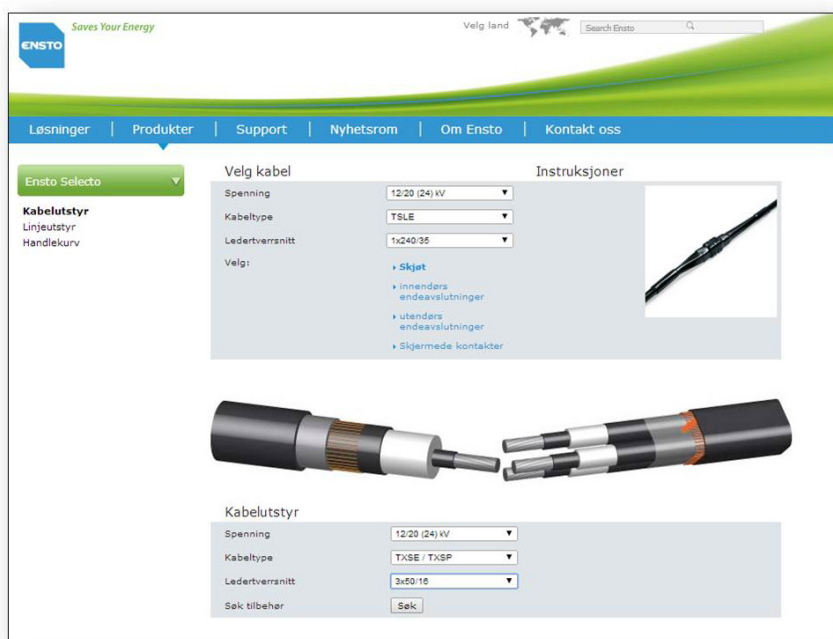 Saves Your Energy
ENSTO
Velg land
Search Ensto
Løsninger | Produkter | Support | Nyhetsrom | Om Ensto | Kontakt oss
Ensto Selecto
Kabelutstyr
Linjeutstyr
Handlekurv
Velg kabel
Instruksjoner
Spenning 12/20 (24) kV
Kabeltype TSLE
Ledertverrsnitt 1x240/35
Velg:
Skjøt
innendørs
endeavslutninger
utendørs
endeavslutninger
Skjermede kontakter
Kabelutstyr
Spenning 12/20 (24) kV
Kabeltype TXSE / TXSP
Ledertverrsnitt 3x50/16
Søk tilbehør Søk